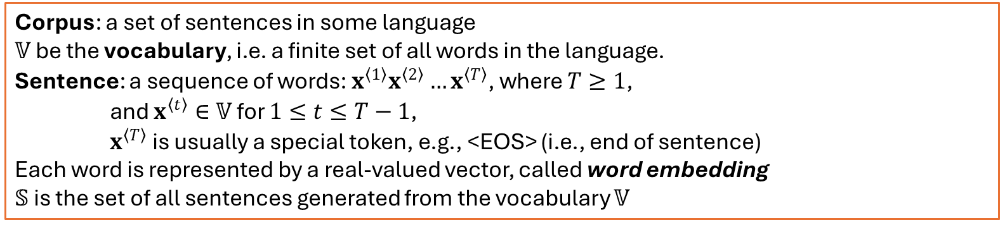 Corpus: a set of sentences in some language
𝕍 be the vocabulary, i.e. a finite set of all words in the language.
Sentence: a sequence of words: 𝐱⟨1⟩𝐱⟨2⟩ … 𝐱⟨𝑇⟩, where 𝑇 ≥ 1,
and 𝐱⟨𝑡⟩ ∈ 𝕍 for 1 ≤ 𝑡 ≤ 𝑇 − 1,
𝐱⟨𝑇⟩ is usually a special token, e.g., <EOS> (i.e., end of sentence)
Each word is represented by a real-valued vector, called word embedding
𝕊 is the set of all sentences generated from the vocabulary 𝕍